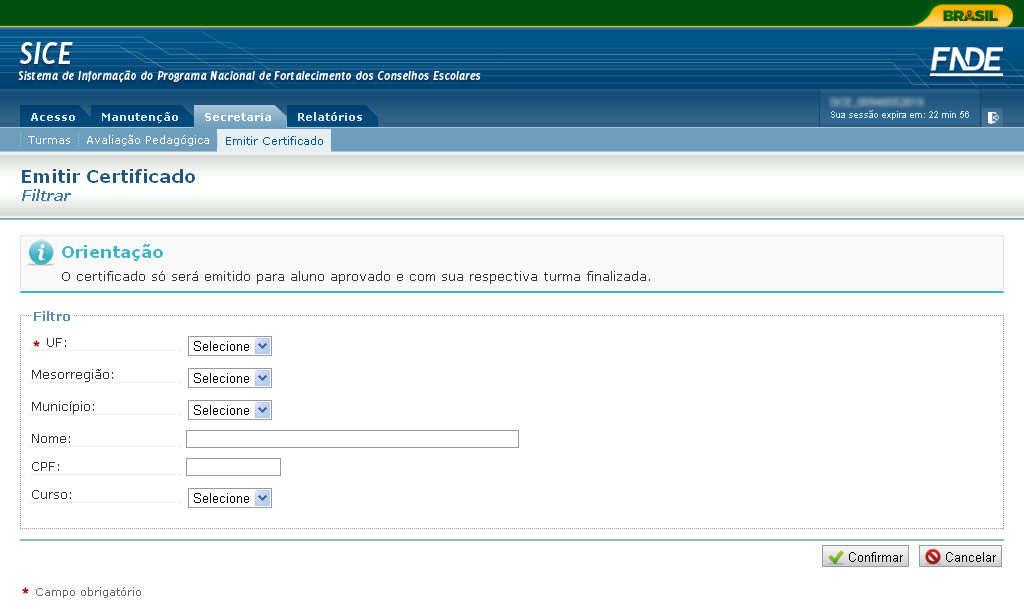 BRASIL
SICE
Sistema de Informação do Programa Nacional de Fortalecimento dos Conselhos Escolares
FNDE
Acesso Manutenção Secretaria Relatórios
Sua sessão expira em: 22 min 56
Turmas Avaliação Pedagógica Emitir Certificado
Emitir Certificado
Filtrar
Orientação
O certificado só será emitido para aluno aprovado e com sua respectiva turma finalizada.
Filtro
* UF: Selecione
Mesorregião: Selecione
Município: Selecione
Nome:
CPF:
Curso: Selecione
Confirmar Cancelar
* Campo obrigatório